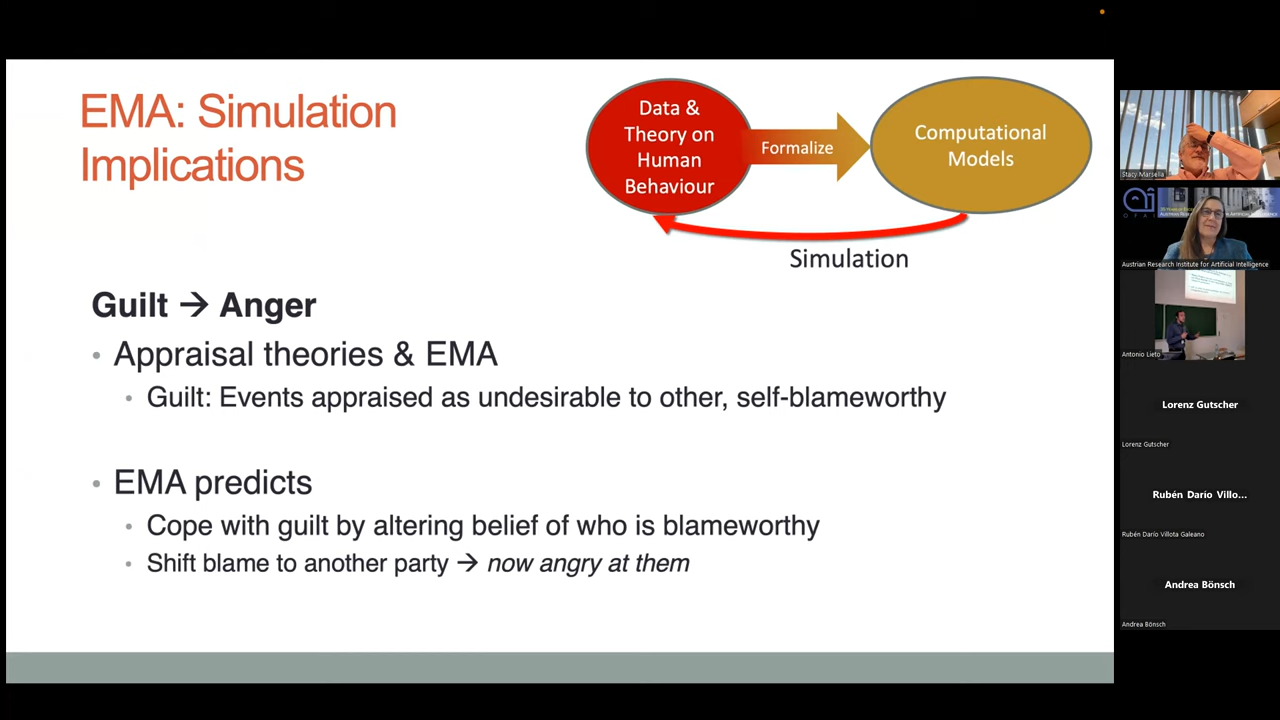 EMA: Simulation
Implications
Data &
Theory on
Human
Behaviour
Formalize
Computational
Models
Simulation
Guilt → Anger
• Appraisal theories & EMA
• Guilt: Events appraised as undesirable to other, self-blameworthy
• EMA predicts
• Cope with guilt by altering belief of who is blameworthy
• Shift blame to another party → now angry at them
Stacy Marsella
OFAI
Austrian Research Institute for Artificial Intelligence
Antonio Lieto
Lorenz Gutscher
Lorenz Gutscher
Rubén Darío Villo...
Rubén Darío Villota Galeano
Andrea Bönsch
Andrea Bönsch